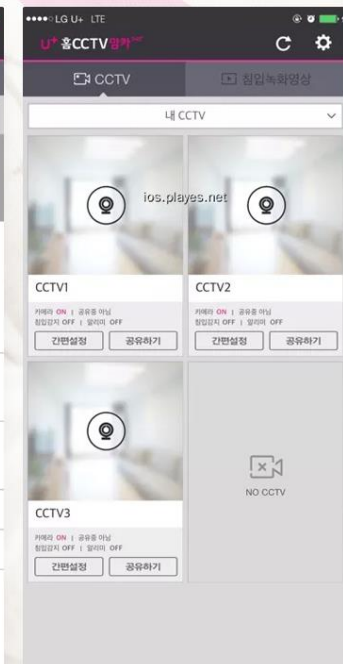 LG U+ LTE
U+ 홈CCTV맘카
CCTV
침입녹화영상
내 CCTV
ios.playes.net
CCTV1
CCTV2
카메라 ON | 공유중 아님
침입감지 OFF | 알리미 OFF
카메라 ON | 공유중 아님
침입감지 OFF | 알리미 OFF
간편설정
공유하기
간편설정
공유하기
CCTV3
NO CCTV
카메라 ON | 공유중 아님
침입감지 OFF | 알리미 OFF
간편설정
공유하기